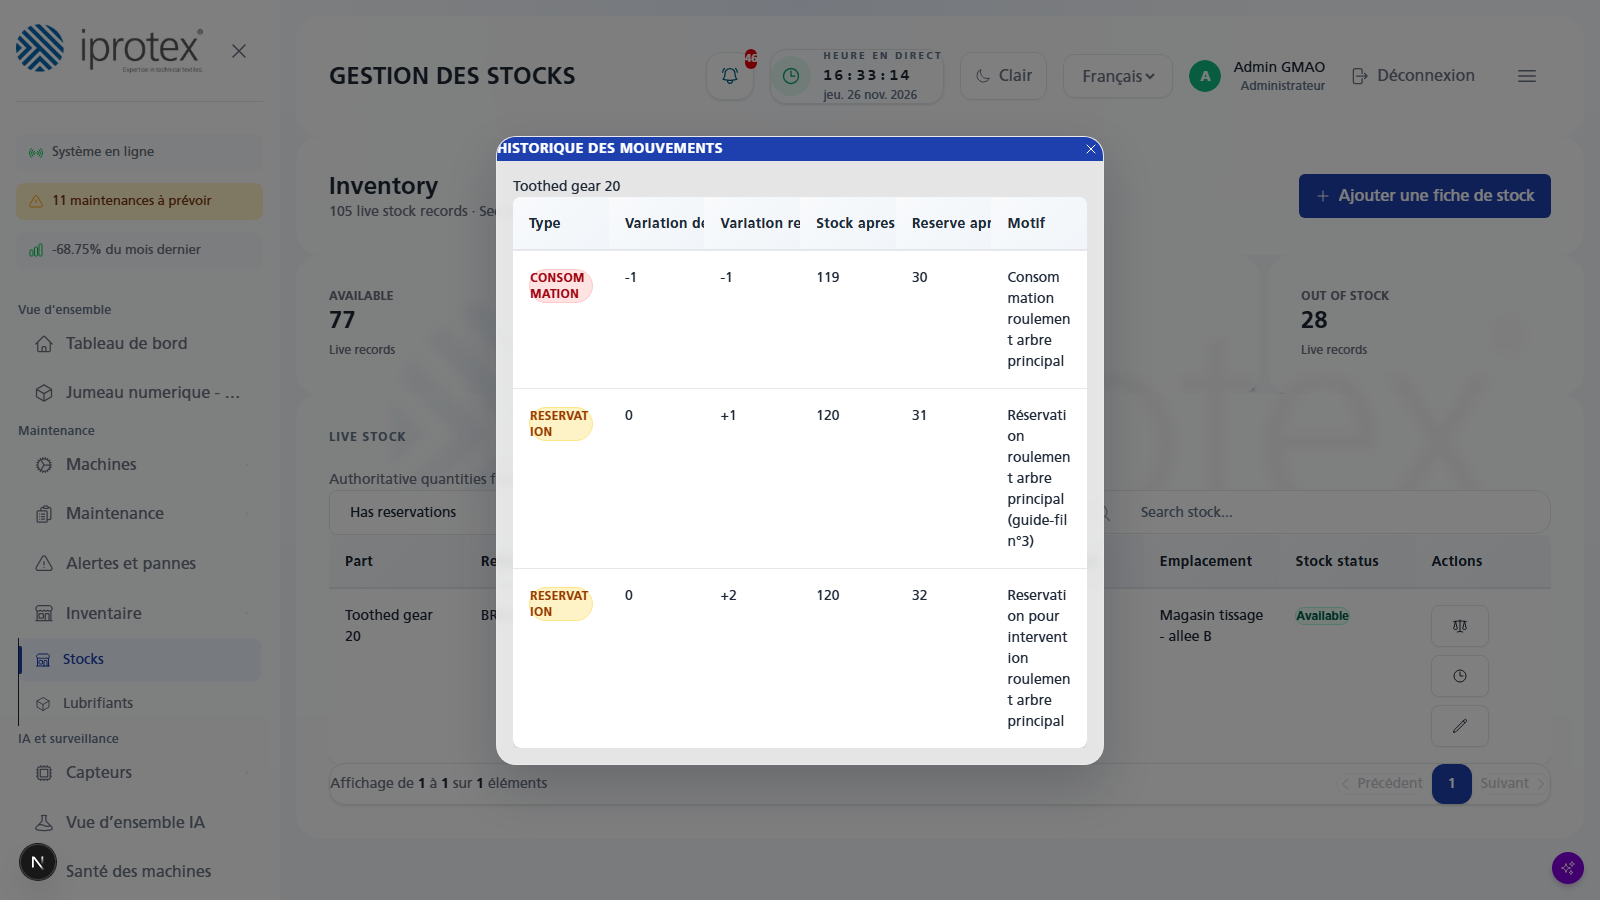 iprotex®
Expertise in technical textiles.
Système en ligne
11 maintenances à prévoir
-68.75% du mois dernier
Vue d'ensemble
Tableau de bord
Jumeau numerique - ...
Maintenance
Machines
Maintenance
Alertes et pannes
Inventaire
Stocks
Lubrifiants
IA et surveillance
Capteurs
Vue d’ensemble IA
Santé des machines
N
GESTION DES STOCKS
46
HEURE EN DIRECT
16:33:14
jeu. 26 nov. 2026
Clair
Français
A
Admin GMAO
Administrateur
Déconnexion
Inventory
105 live stock records · Se
+ Ajouter une fiche de stock
AVAILABLE
77
Live records
OUT OF STOCK
28
Live records
LIVE STOCK
Authoritative quantities f
Has reservations
Search stock...
Part Re Emplacement Stock status Actions
Toothed gear 20
BR
Magasin tissage - allee B
Available
Affichage de 1 à 1 sur 1 éléments
Précédent 1 Suivant
HISTORIQUE DES MOUVEMENTS
Toothed gear 20
Type Variation de Variation re Stock apres Reserve apr Motif
CONSOM
MATION
-1 -1 119 30
Consom
mation
roulemen
t arbre
principal
RESERVAT
ION
0 +1 120 31
Réservati
on
roulemen
t arbre
principal
(guide-fil
n°3)
RESERVAT
ION
0 +2 120 32
Reservati
on pour
intervent
ion
roulemen
t arbre
principal